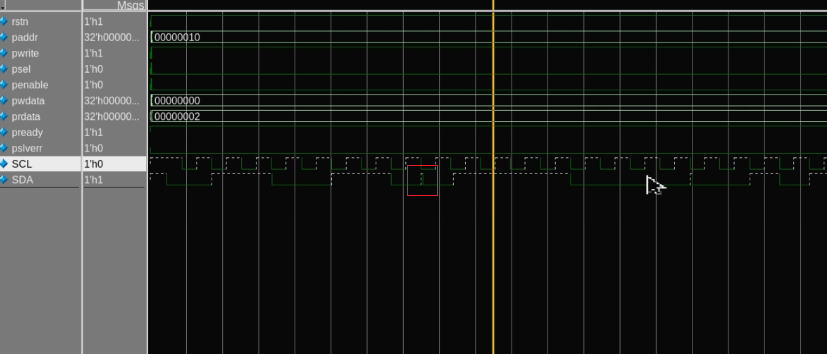 Msgs
rstn 1'h1
paddr 32'h00000... 00000010
pwrite 1'h1
psel 1'h0
penable 1'h0
pwdata 32'h00000... 00000000
prdata 32'h00000... 00000002
pready 1'h1
pslverr 1'h0
SCL 1'h0
SDA 1'h1